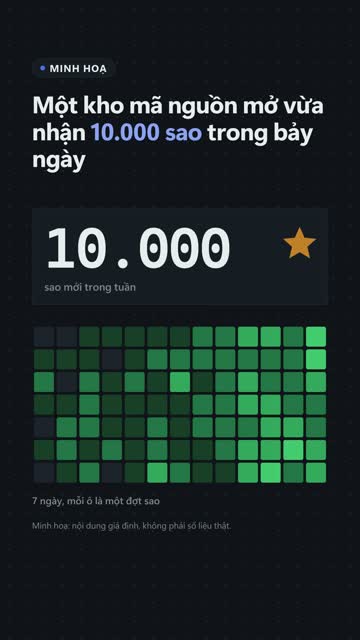 MINH HOẠ
Một kho mã nguồn mở vừa
nhận 10.000 sao trong bảy
ngày
10.000
sao mới trong tuần
7 ngày, mỗi ô là một đợt sao
Minh hoạ: nội dung giả định, không phải số liệu thật.